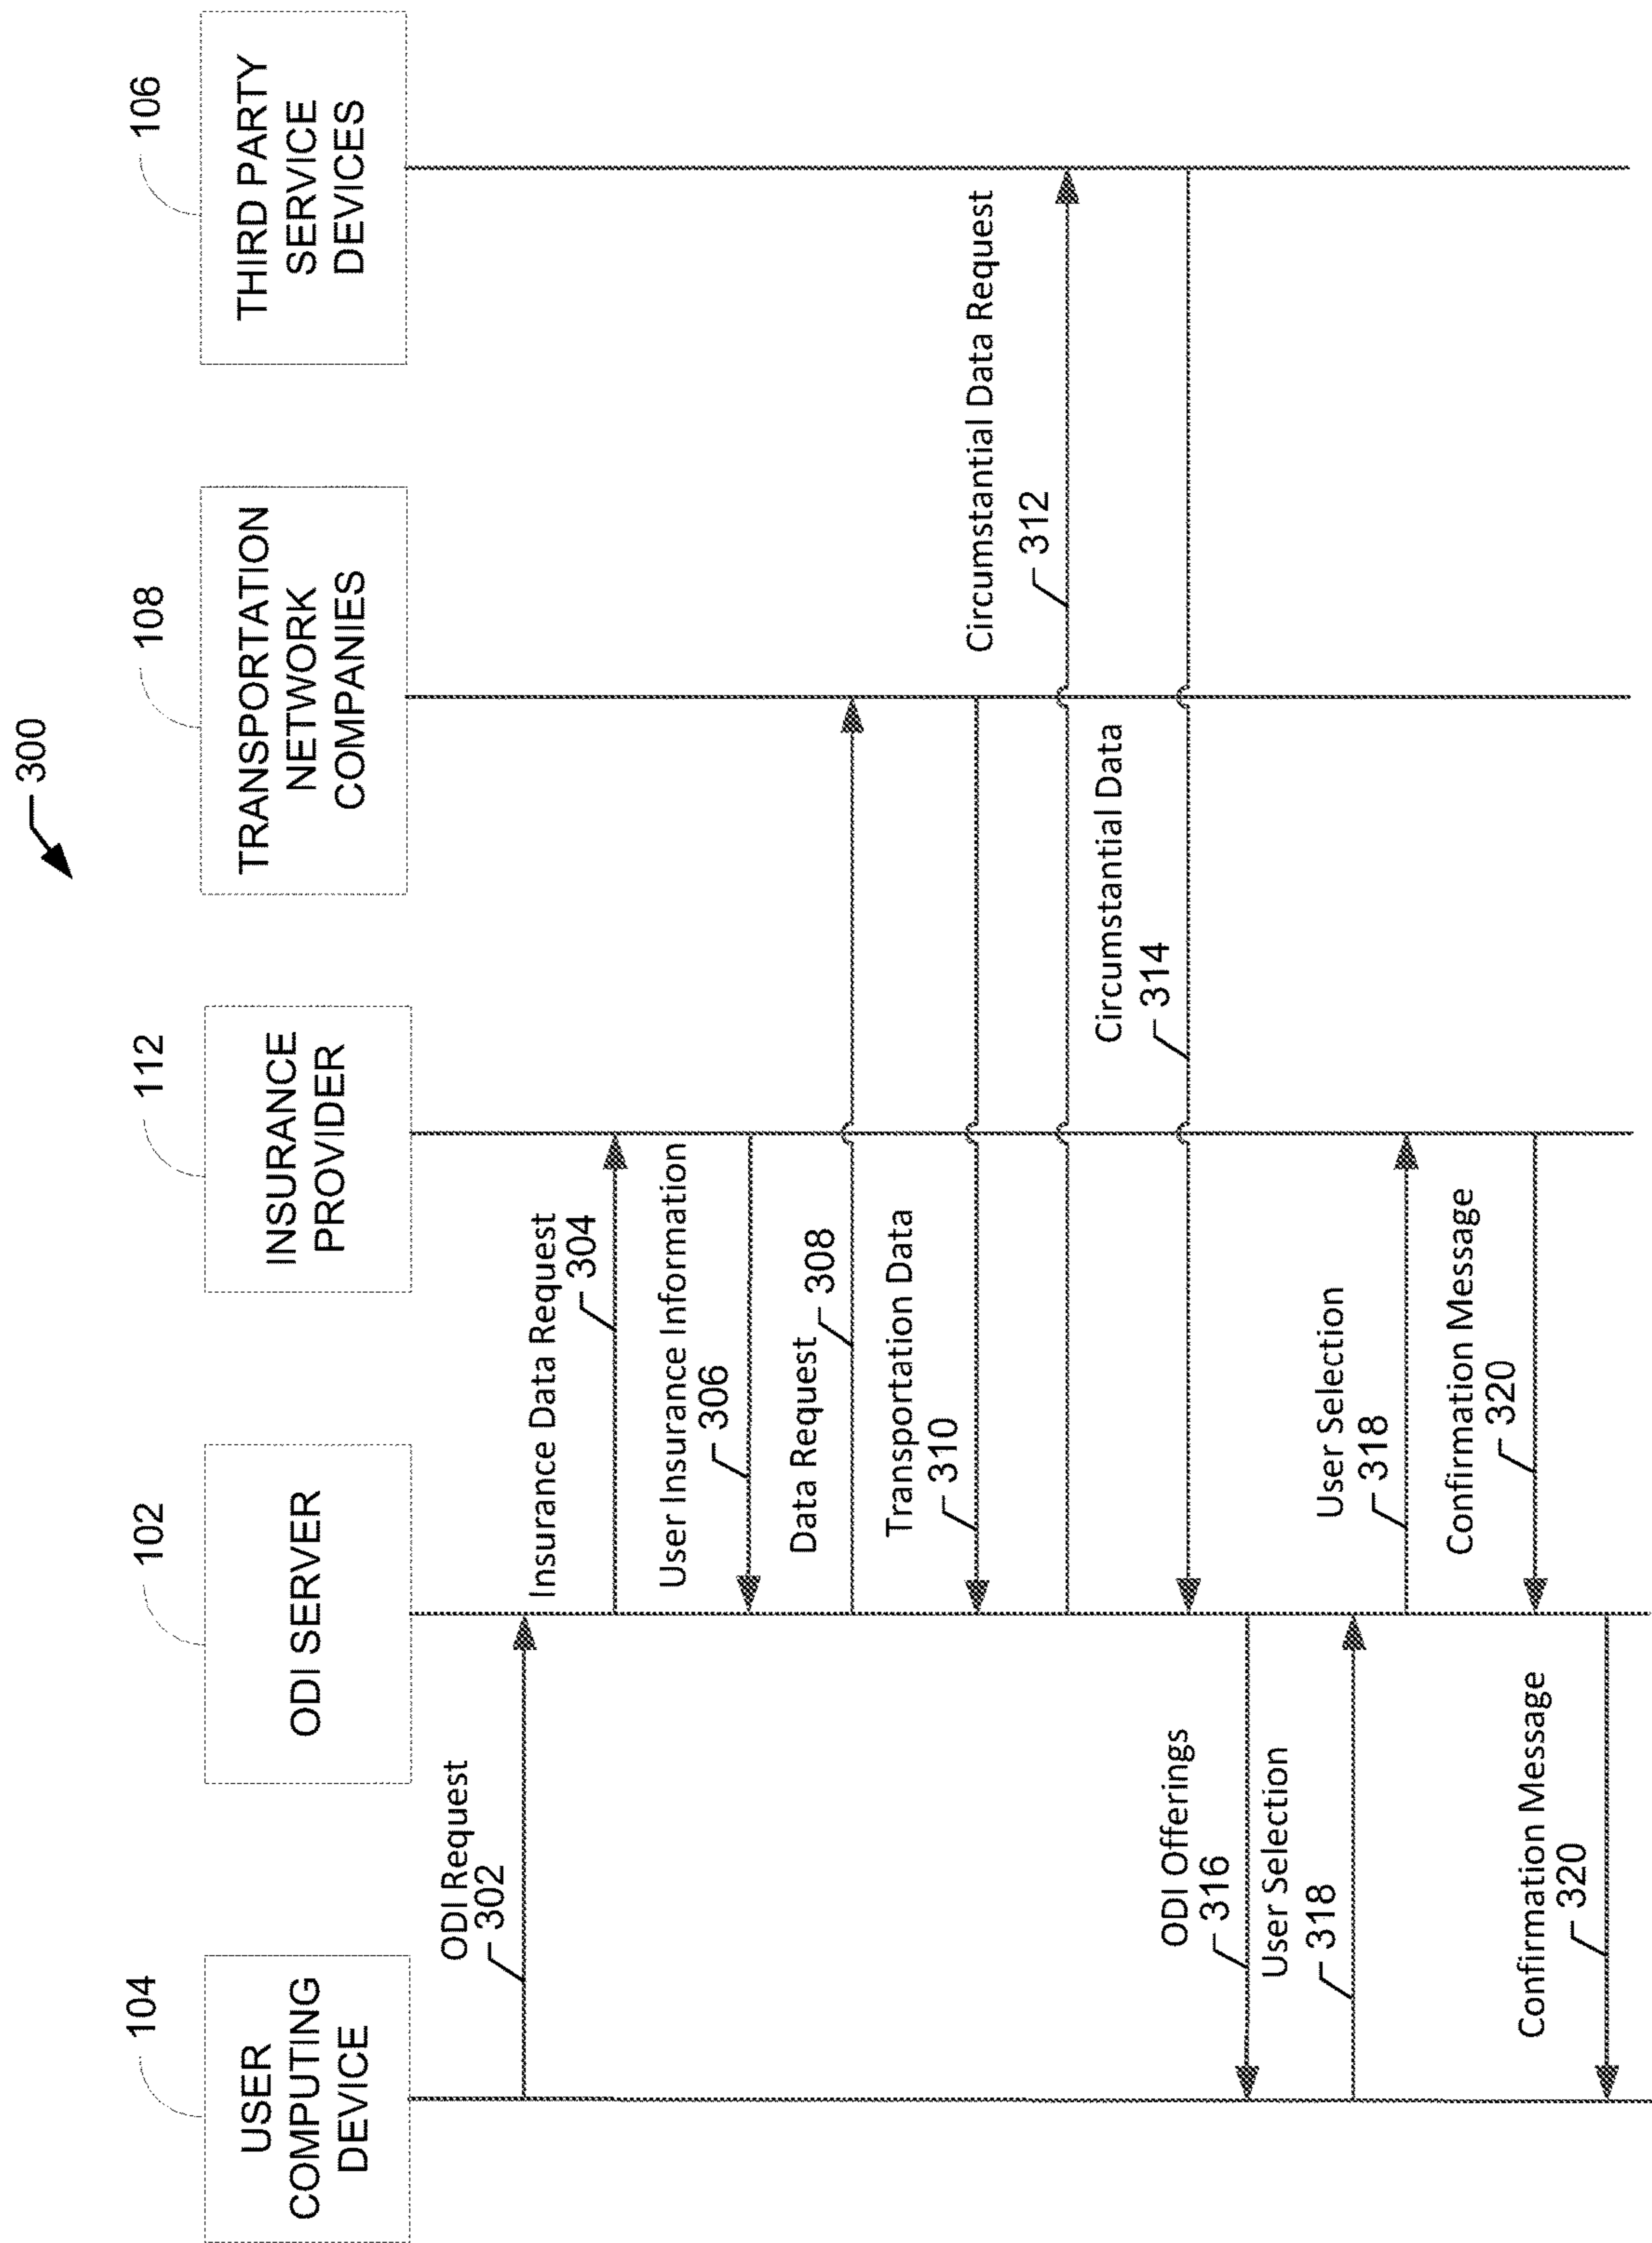 300
104
102
112
108
106
USER
COMPUTING
DEVICE
ODI SERVER
INSURANCE
PROVIDER
TRANSPORTATION
NETWORK
COMPANIES
THIRD PARTY
SERVICE
DEVICES
ODI Request
302
Insurance Data Request
304
User Insurance Information
306
Data Request
308
Transportation Data
310
Circumstantial Data Request
312
Circumstantial Data
314
ODI Offerings
316
User Selection
318
User Selection
318
Confirmation Message
320
Confirmation Message
320